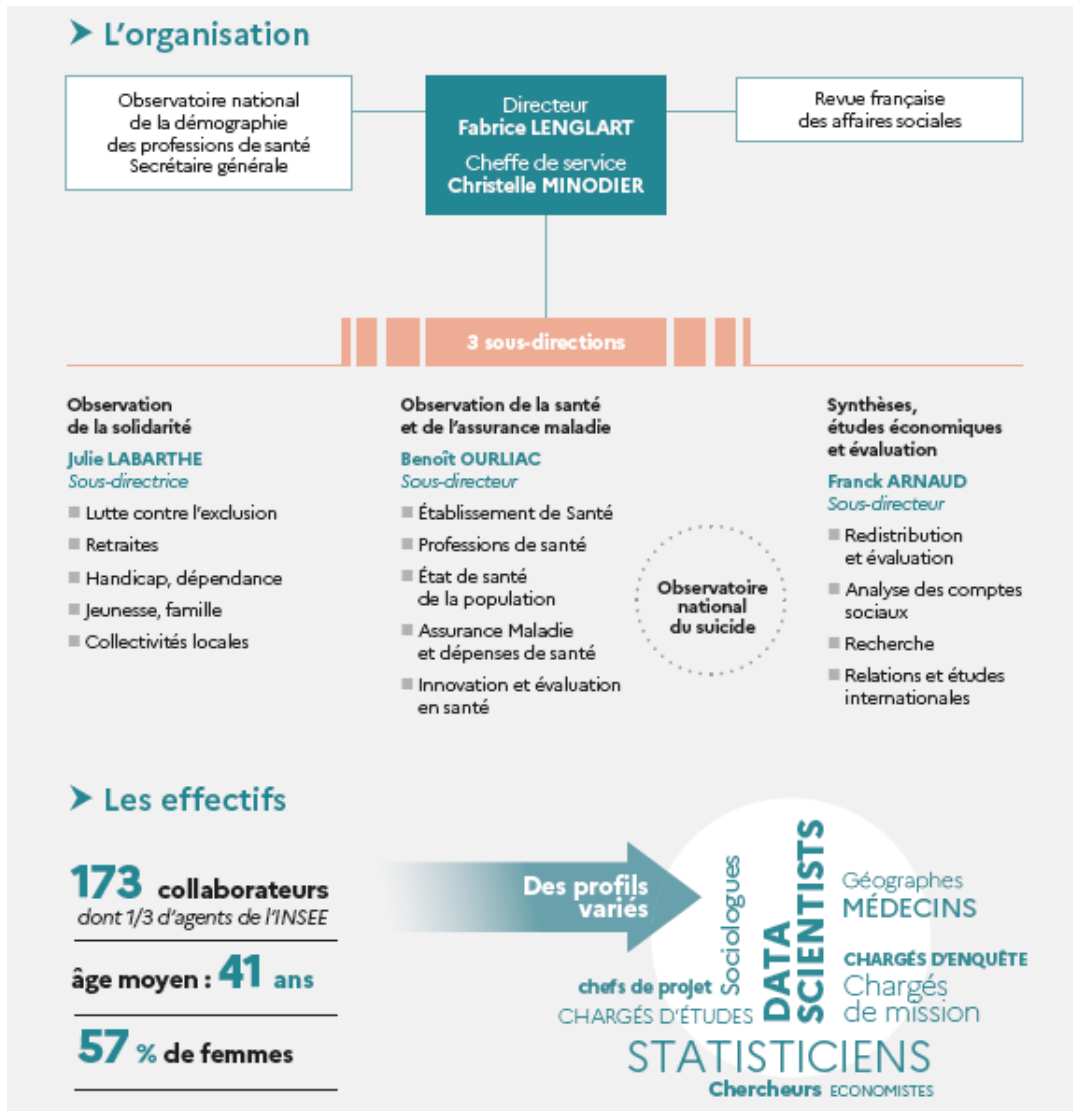 L'organisation
Observatoire national
de la démographie
des professions de santé
Secrétaire générale
Directeur
Fabrice LENGLART
Cheffe de service
Christelle MINODIER
Revue française
des affaires sociales
3 sous-directions
Observation
de la solidarité
Julie LABARTHE
Sous-directrice
Lutte contre l'exclusion
Retraites
Handicap, dépendance
Jeunesse, famille
Collectivités locales
Observation de la santé
et de l'assurance maladie
Benoît OURLIAC
Sous-directeur
Établissement de Santé
Professions de santé
État de santé
de la population
Assurance Maladie
et dépenses de santé
Innovation et évaluation
en santé
Observatoire
national
du suicide
Synthèses,
études économiques
et évaluation
Franck ARNAUD
Sous-directeur
Redistribution
et évaluation
Analyse des comptes
sociaux
Recherche
Relations et études
internationales
Les effectifs
173 collaborateurs
dont 1/3 d'agents de l'INSEE
âge moyen : 41 ans
57 % de femmes
Des profils
variés
Sociologues
DATA
SCIENTISTS
Géographes
MÉDECINS
CHARGÉS D'ENQUÊTE
Chargés
de mission
chefs de projet
CHARGÉS D'ÉTUDES
STATISTICIENS
Chercheurs ECONOMISTES